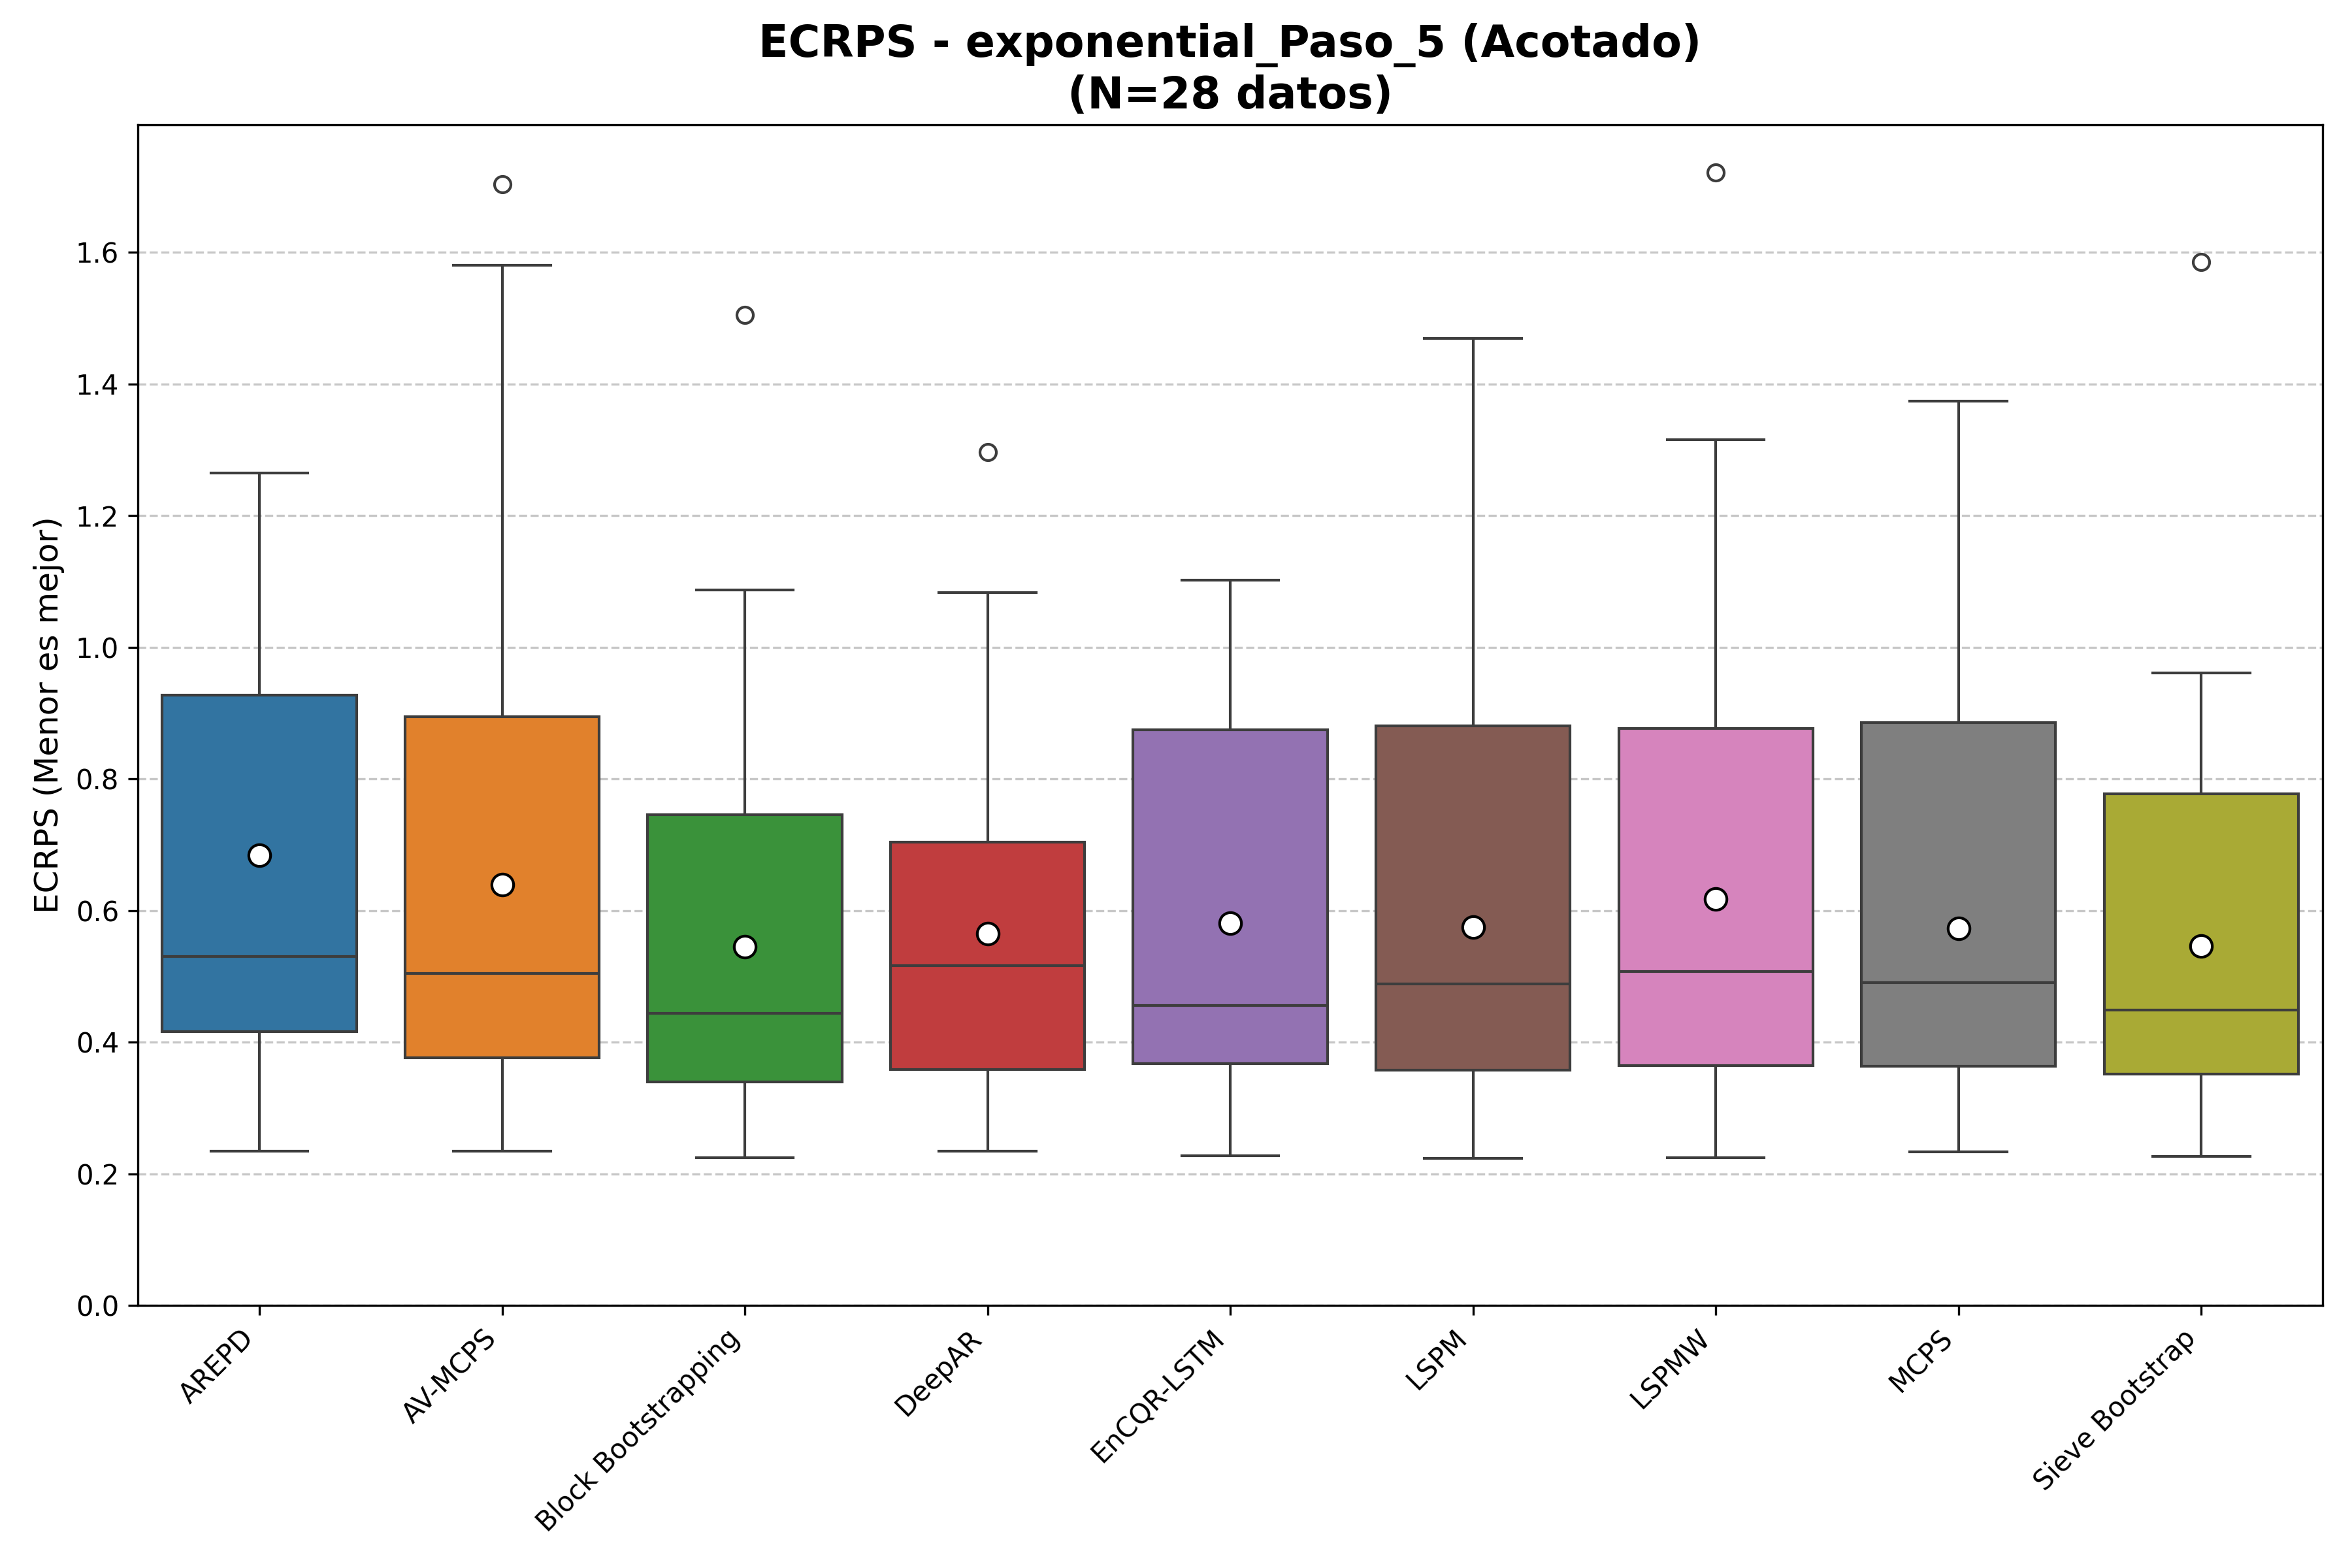 ECRPS - exponential_Paso_5 (Acotado)
(N=28 datos)
ECRPS (Menor es mejor)
1.6
1.4
1.2
1.0
0.8
0.6
0.4
0.2
0.0
AREPD
AV-MCPS
Block Bootstrapping
DeepAR
EnCQR-LSTM
LSPM
LSPMW
MCPS
Sieve Bootstrap